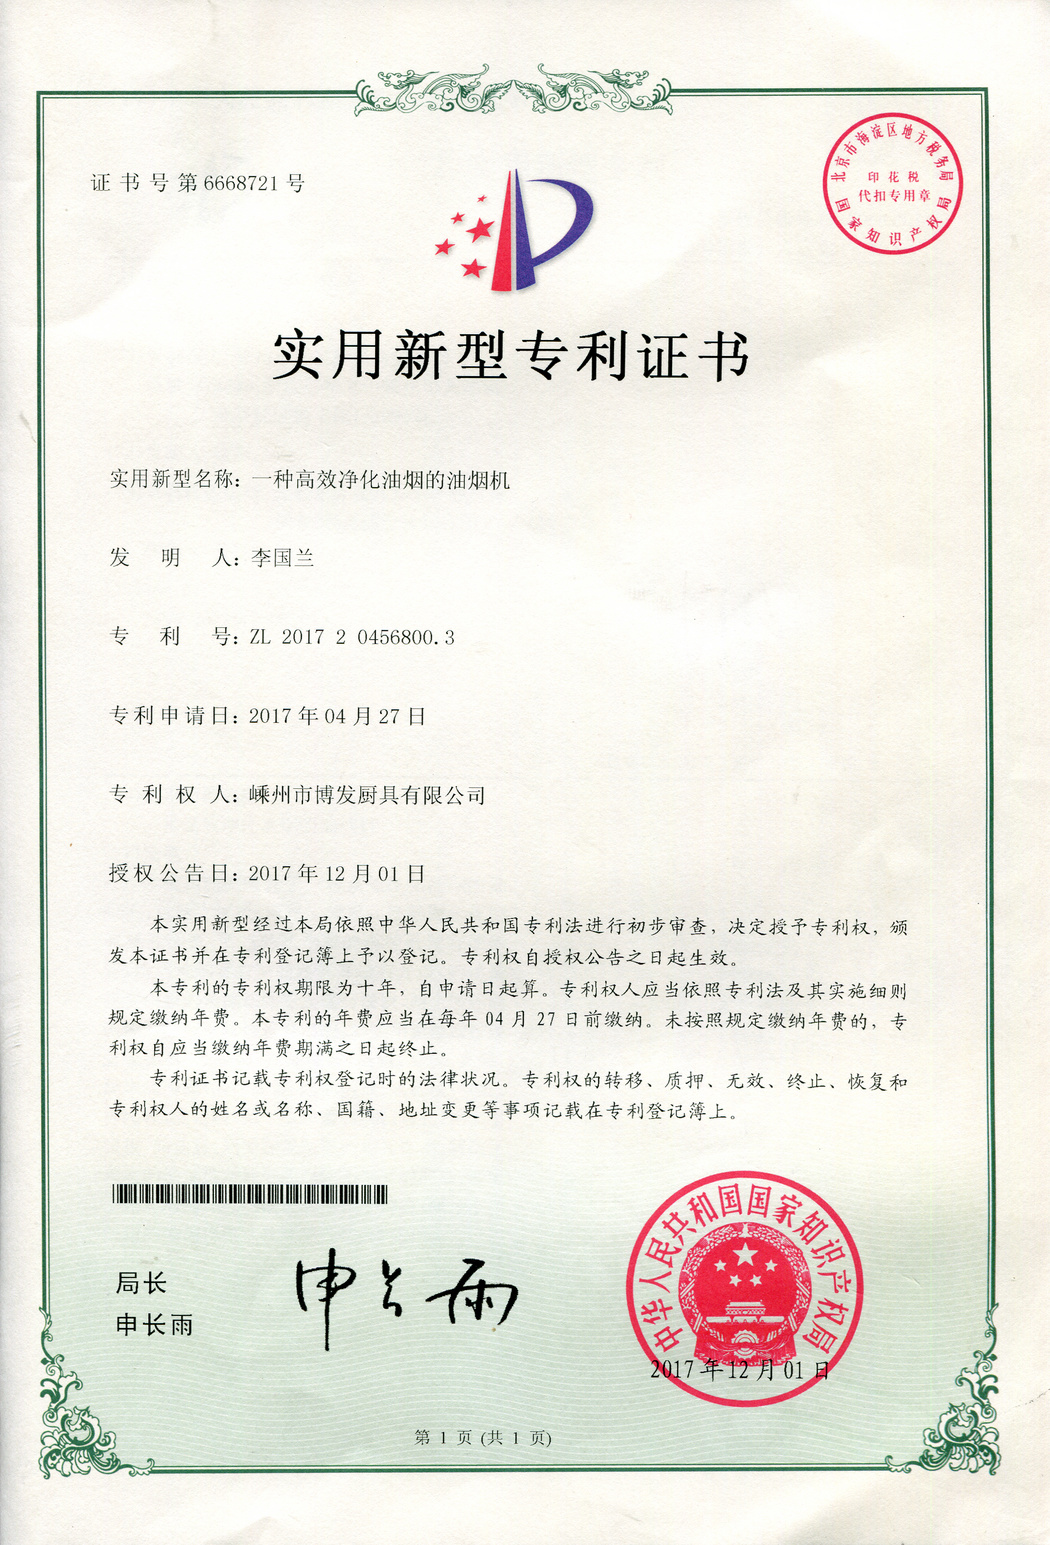 证书号第6668721号
北京市海淀区地方税务局
印花税
代扣专用章
国家知识产权局
实用新型专利证书
实用新型名称：一种高效净化油烟的油烟机
发明人：李国兰
专利号：ZL 2017 2 0456800.3
专利申请日：2017年04月27日
专利权人：嵊州市博发厨具有限公司
授权公告日：2017年12月01日
本实用新型经过本局依照中华人民共和国专利法进行初步审查，决定授予专利权，颁
发本证书并在专利登记簿上予以登记。专利权自授权公告之日起生效。
本专利的专利权期限为十年，自申请日起算。专利权人应当依照专利法及其实施细则
规定缴纳年费。本专利的年费应当在每年04月27日前缴纳。未按照规定缴纳年费的，专
利权自应当缴纳年费期满之日起终止。
专利证书记载专利权登记时的法律状况。专利权的转移、质押、无效、终止、恢复和
专利权人的姓名或名称、国籍、地址变更等事项记载在专利登记簿上。
局长
申长雨
申长雨
中华人民共和国国家知识产权局
2017年12月01日
第 1 页 (共 1 页)